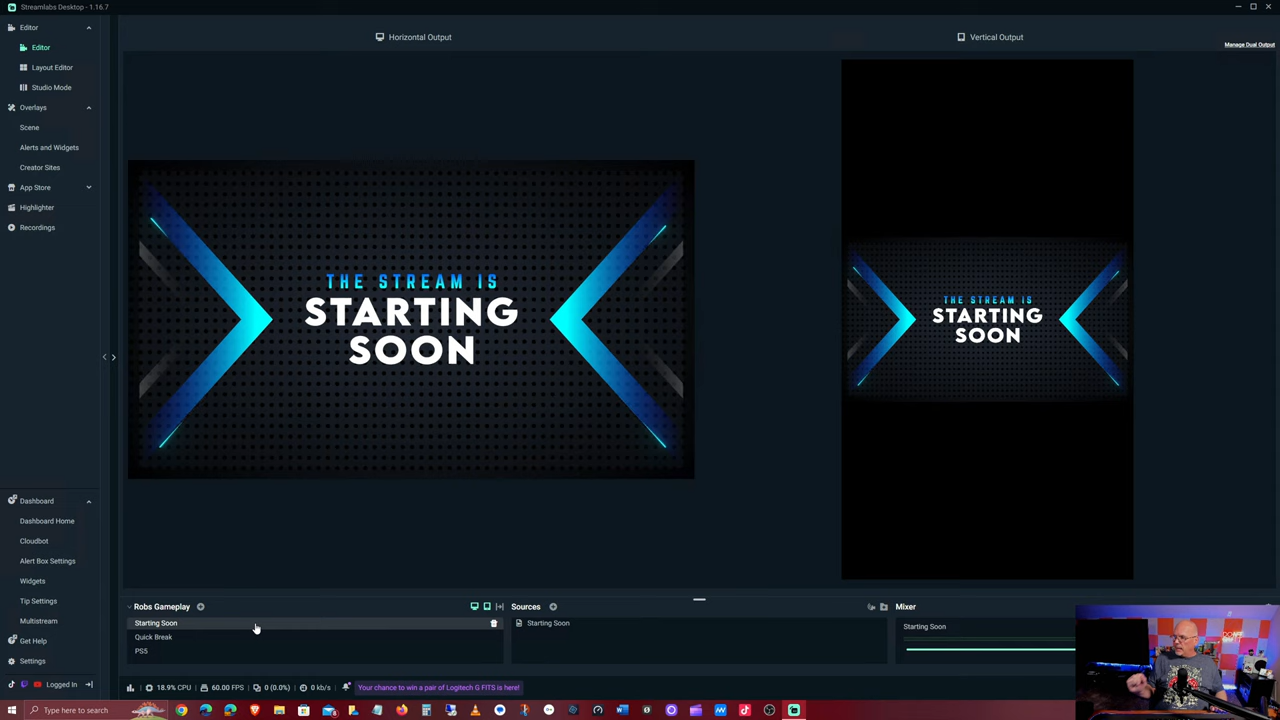 Streamlabs Desktop - 1.16.7
Editor
Editor
Layout Editor
Studio Mode
Overlays
Scene
Alerts and Widgets
Creator Sites
App Store
Highlighter
Recordings
Horizontal Output
Vertical Output
Manage Dual Output
THE STREAM IS
STARTING
SOON
THE STREAM IS
STARTING
SOON
Dashboard
Dashboard Home
Cloudbot
Alert Box Settings
Widgets
Tip Settings
Multistream
Get Help
Settings
Logged In
Robs Gameplay
Starting Soon
Quick Break
PS5
Sources
Starting Soon
Mixer
Starting Soon
18.9% CPU
60.00 FPS
0 (0.0%)
0 kb/s
Your chance to win a pair of Logitech G FITS is here!
Type here to search